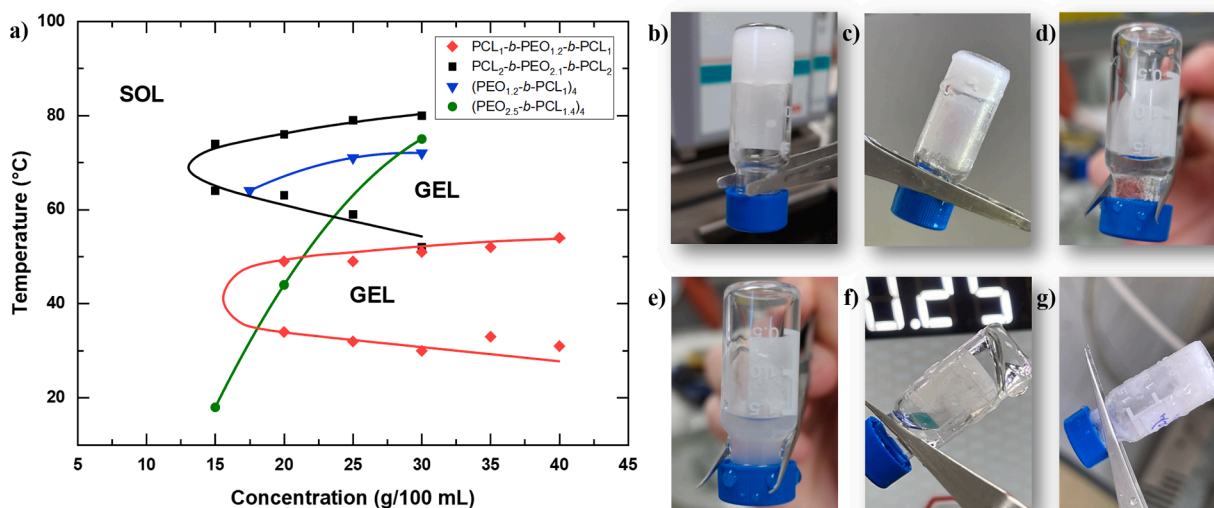 a)
100
80
60
40
20
Temperature (°C)
5 10 15 20 25 30 35 40 45
Concentration (g/100 mL)
PCL₁-b-PEO₁.₂-b-PCL₁
PCL₂-b-PEO₂.₁-b-PCL₂
(PEO₁.₂-b-PCL₁)₄
(PEO₂.₅-b-PCL₁.₄)₄
SOL
GEL
GEL
b)
c)
d)
e)
f)
0.25
g)